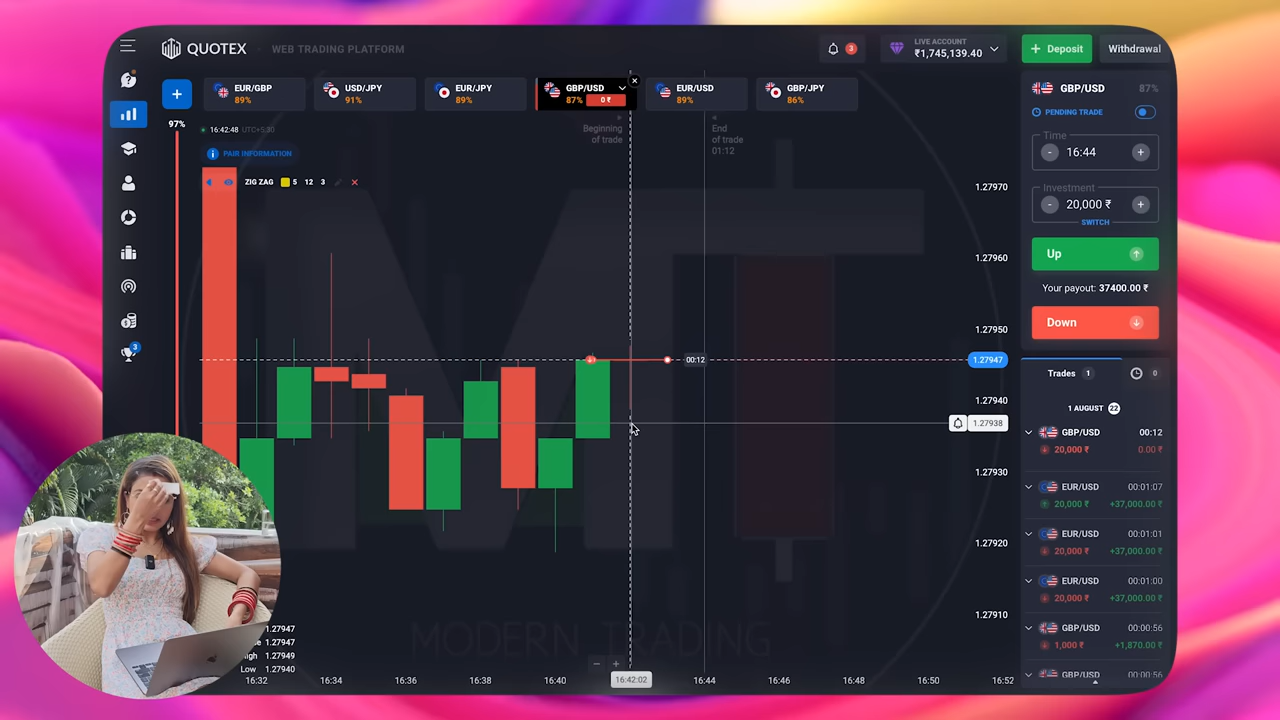 QUOTEX
WEB TRADING PLATFORM
3
LIVE ACCOUNT
₹1,745,139.40
+ Deposit
Withdrawal
+
EUR/GBP
89%
USD/JPY
91%
EUR/JPY
89%
GBP/USD
87%
0 ₹
EUR/USD
89%
GBP/JPY
86%
97%
16:42:48 UTC+5:30
PAIR INFORMATION
ZIG ZAG 5 12 3
Beginning
of trade
End
of trade
01:12
00:12
1.27970
1.27960
1.27950
1.27947
1.27940
1.27938
1.27930
1.27920
1.27910
3
MODERN TRADING
1.27947
1.27947
1.27949
Low 1.27940
16:32
16:34
16:36
16:38
16:40
16:42:02
16:44
16:46
16:48
16:50
16:52
GBP/USD
87%
PENDING TRADE
Time
- 16:44 +
Investment
- 20,000 ₹ +
SWITCH
Up
Your payout: 37400.00 ₹
Down
Trades 1
0
1 AUGUST 22
GBP/USD 00:12
20,000 ₹ 0.00 ₹
EUR/USD 00:01:07
20,000 ₹ +37,000.00 ₹
EUR/USD 00:01:01
20,000 ₹ +37,000.00 ₹
EUR/USD 00:01:00
20,000 ₹ +37,000.00 ₹
GBP/USD 00:00:56
1,000 ₹ +1,870.00 ₹
GBP/USD 00:00:56